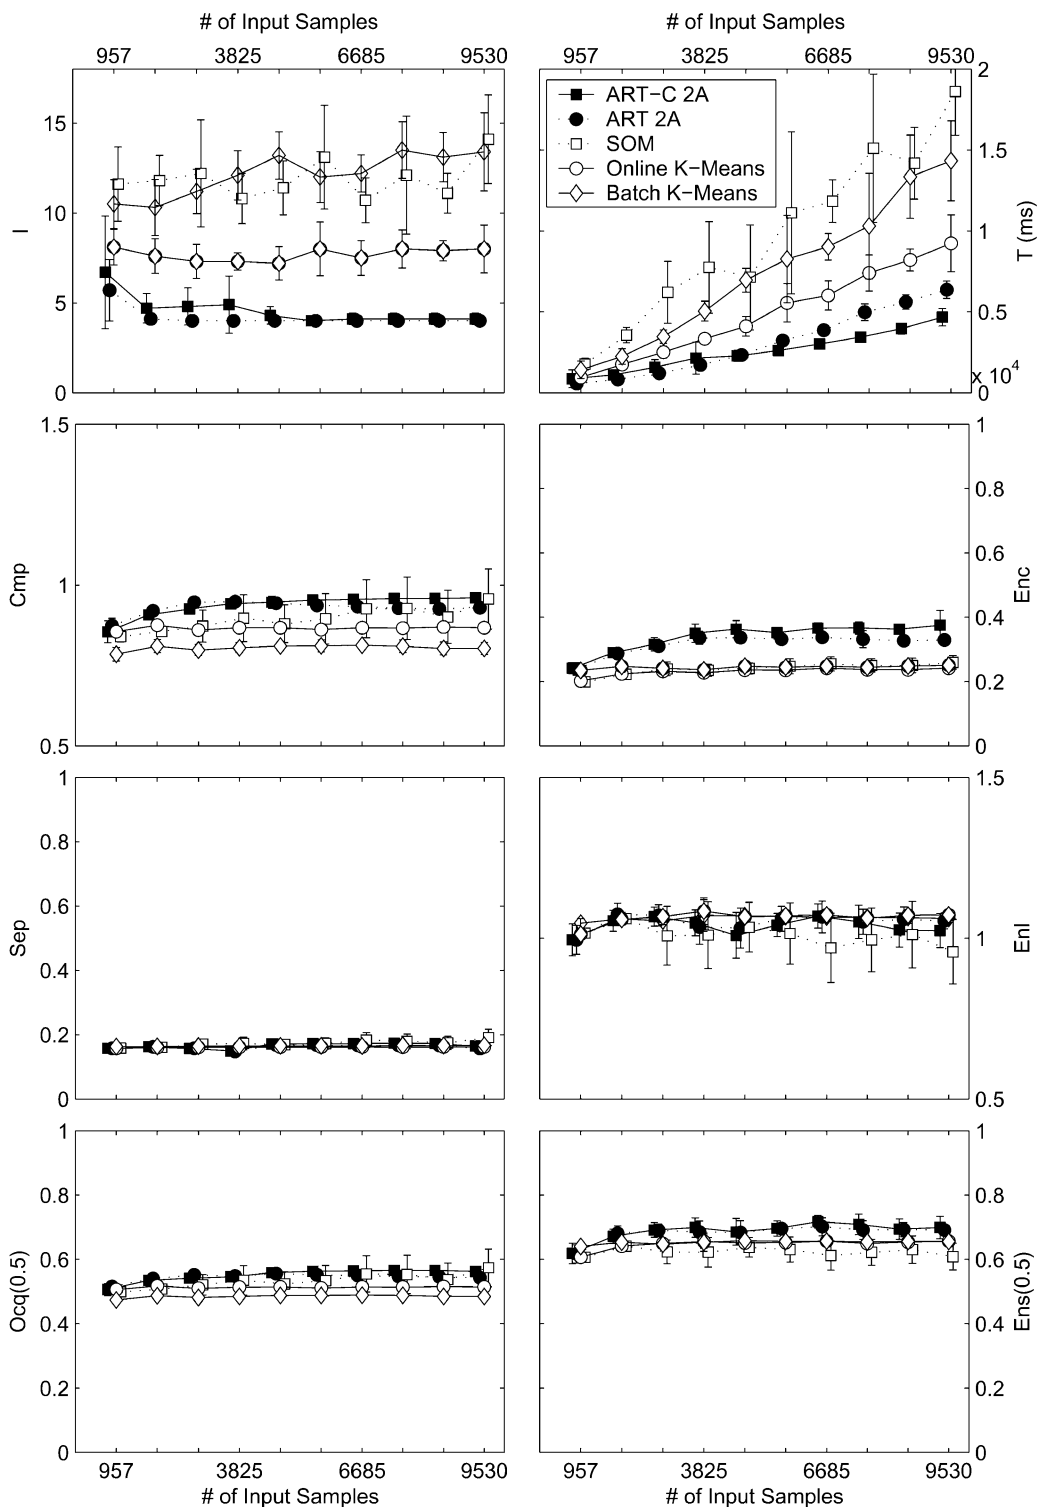 # of Input Samples
# of Input Samples
957 3825 6685 9530
957 3825 6685 9530
15
10
5
0
I
ART−C 2A
ART 2A
SOM
Online K−Means
Batch K−Means
2
1.5
1
0.5
0
x 10^4
T (ms)
1.5
1
0.5
Cmp
1
0.8
0.6
0.4
0.2
0
Enc
1
0.8
0.6
0.4
0.2
0
Sep
1.5
1
0.5
Enl
1
0.8
0.6
0.4
0.2
0
Ocq(0.5)
1
0.8
0.6
0.4
0.2
0
Ens(0.5)
957 3825 6685 9530
957 3825 6685 9530
# of Input Samples
# of Input Samples